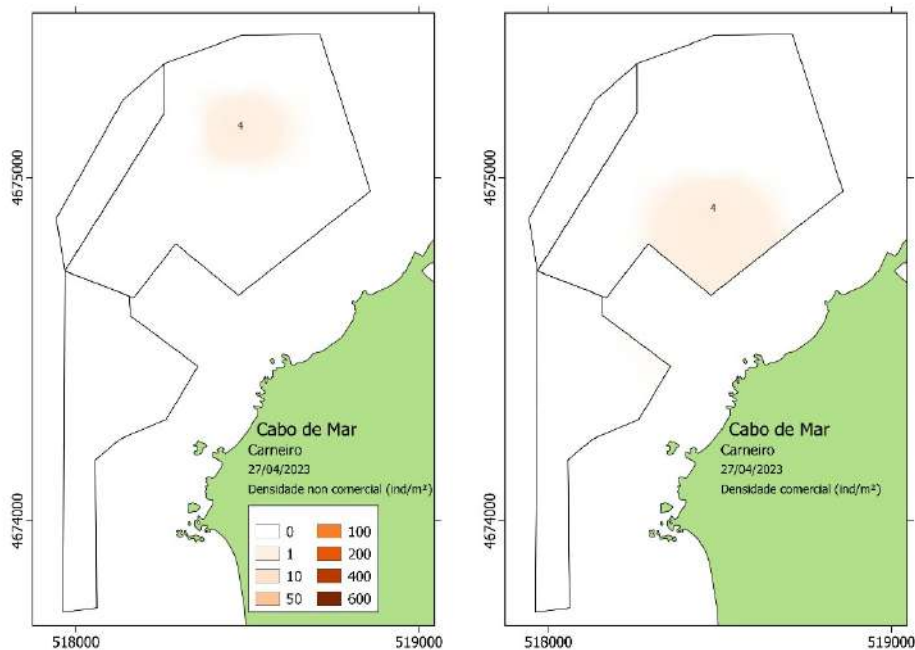 4
4675000
4674000
Cabo de Mar
Carneiro
27/04/2023
Densidade non comercial (ind/m²)
0 100
1 200
10 400
50 600
518000 519000
4
4675000
4674000
Cabo de Mar
Carneiro
27/04/2023
Densidade comercial (ind/m²)
518000 519000